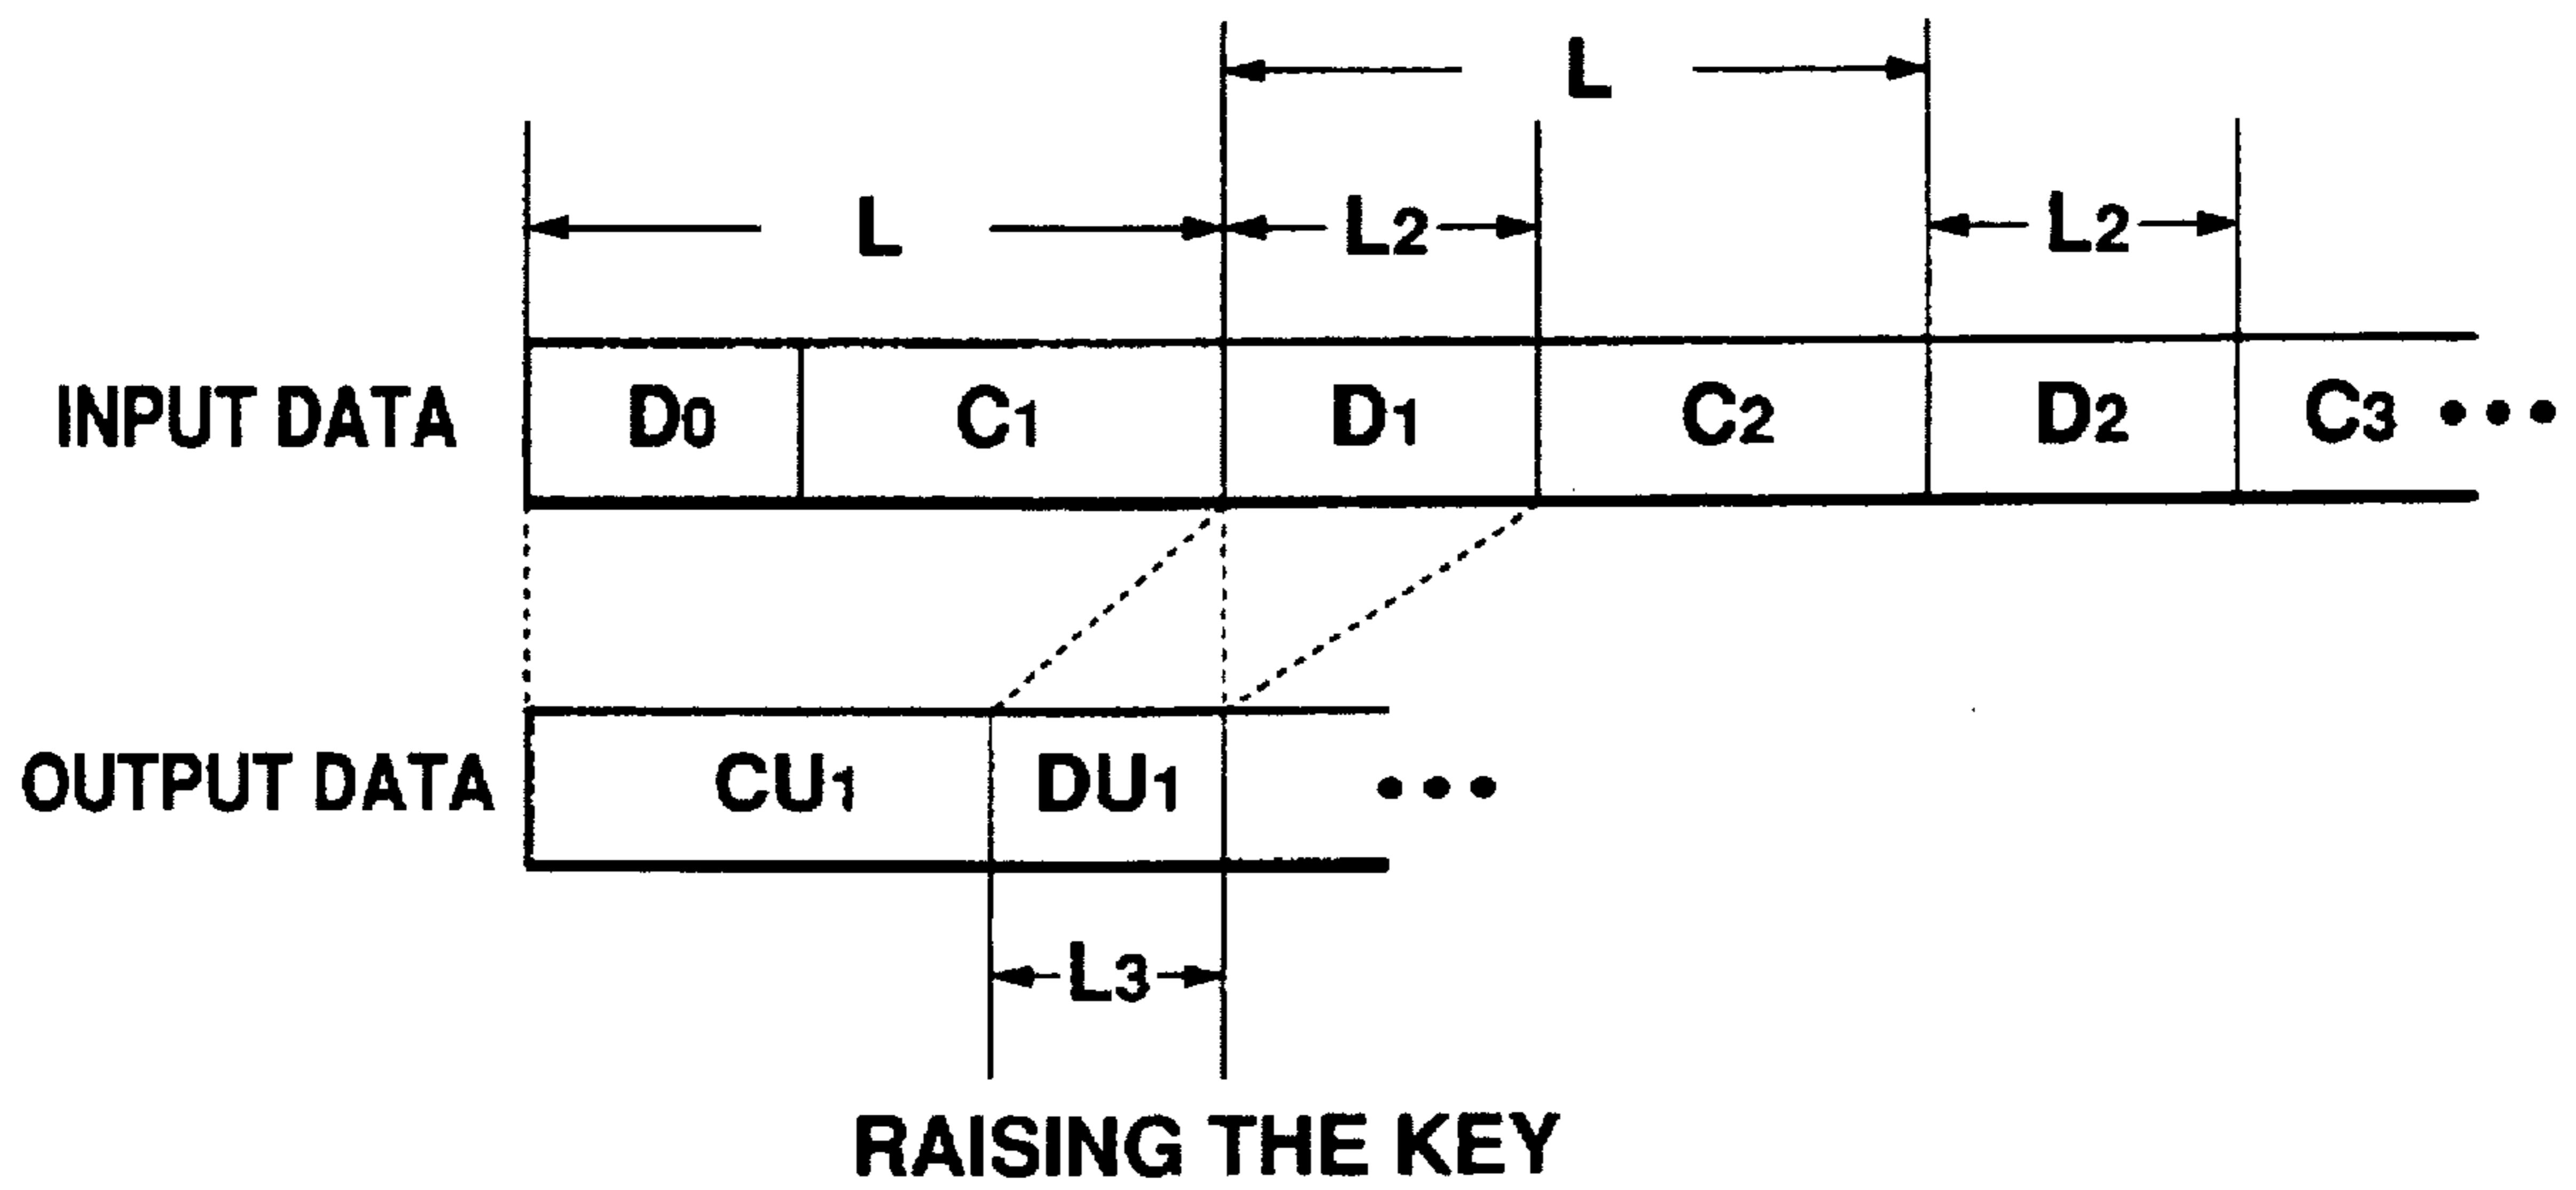 L
L L2 L2
INPUT DATA D0 C1 D1 C2 D2 C3 •••
OUTPUT DATA CU1 DU1 •••
L3
RAISING THE KEY